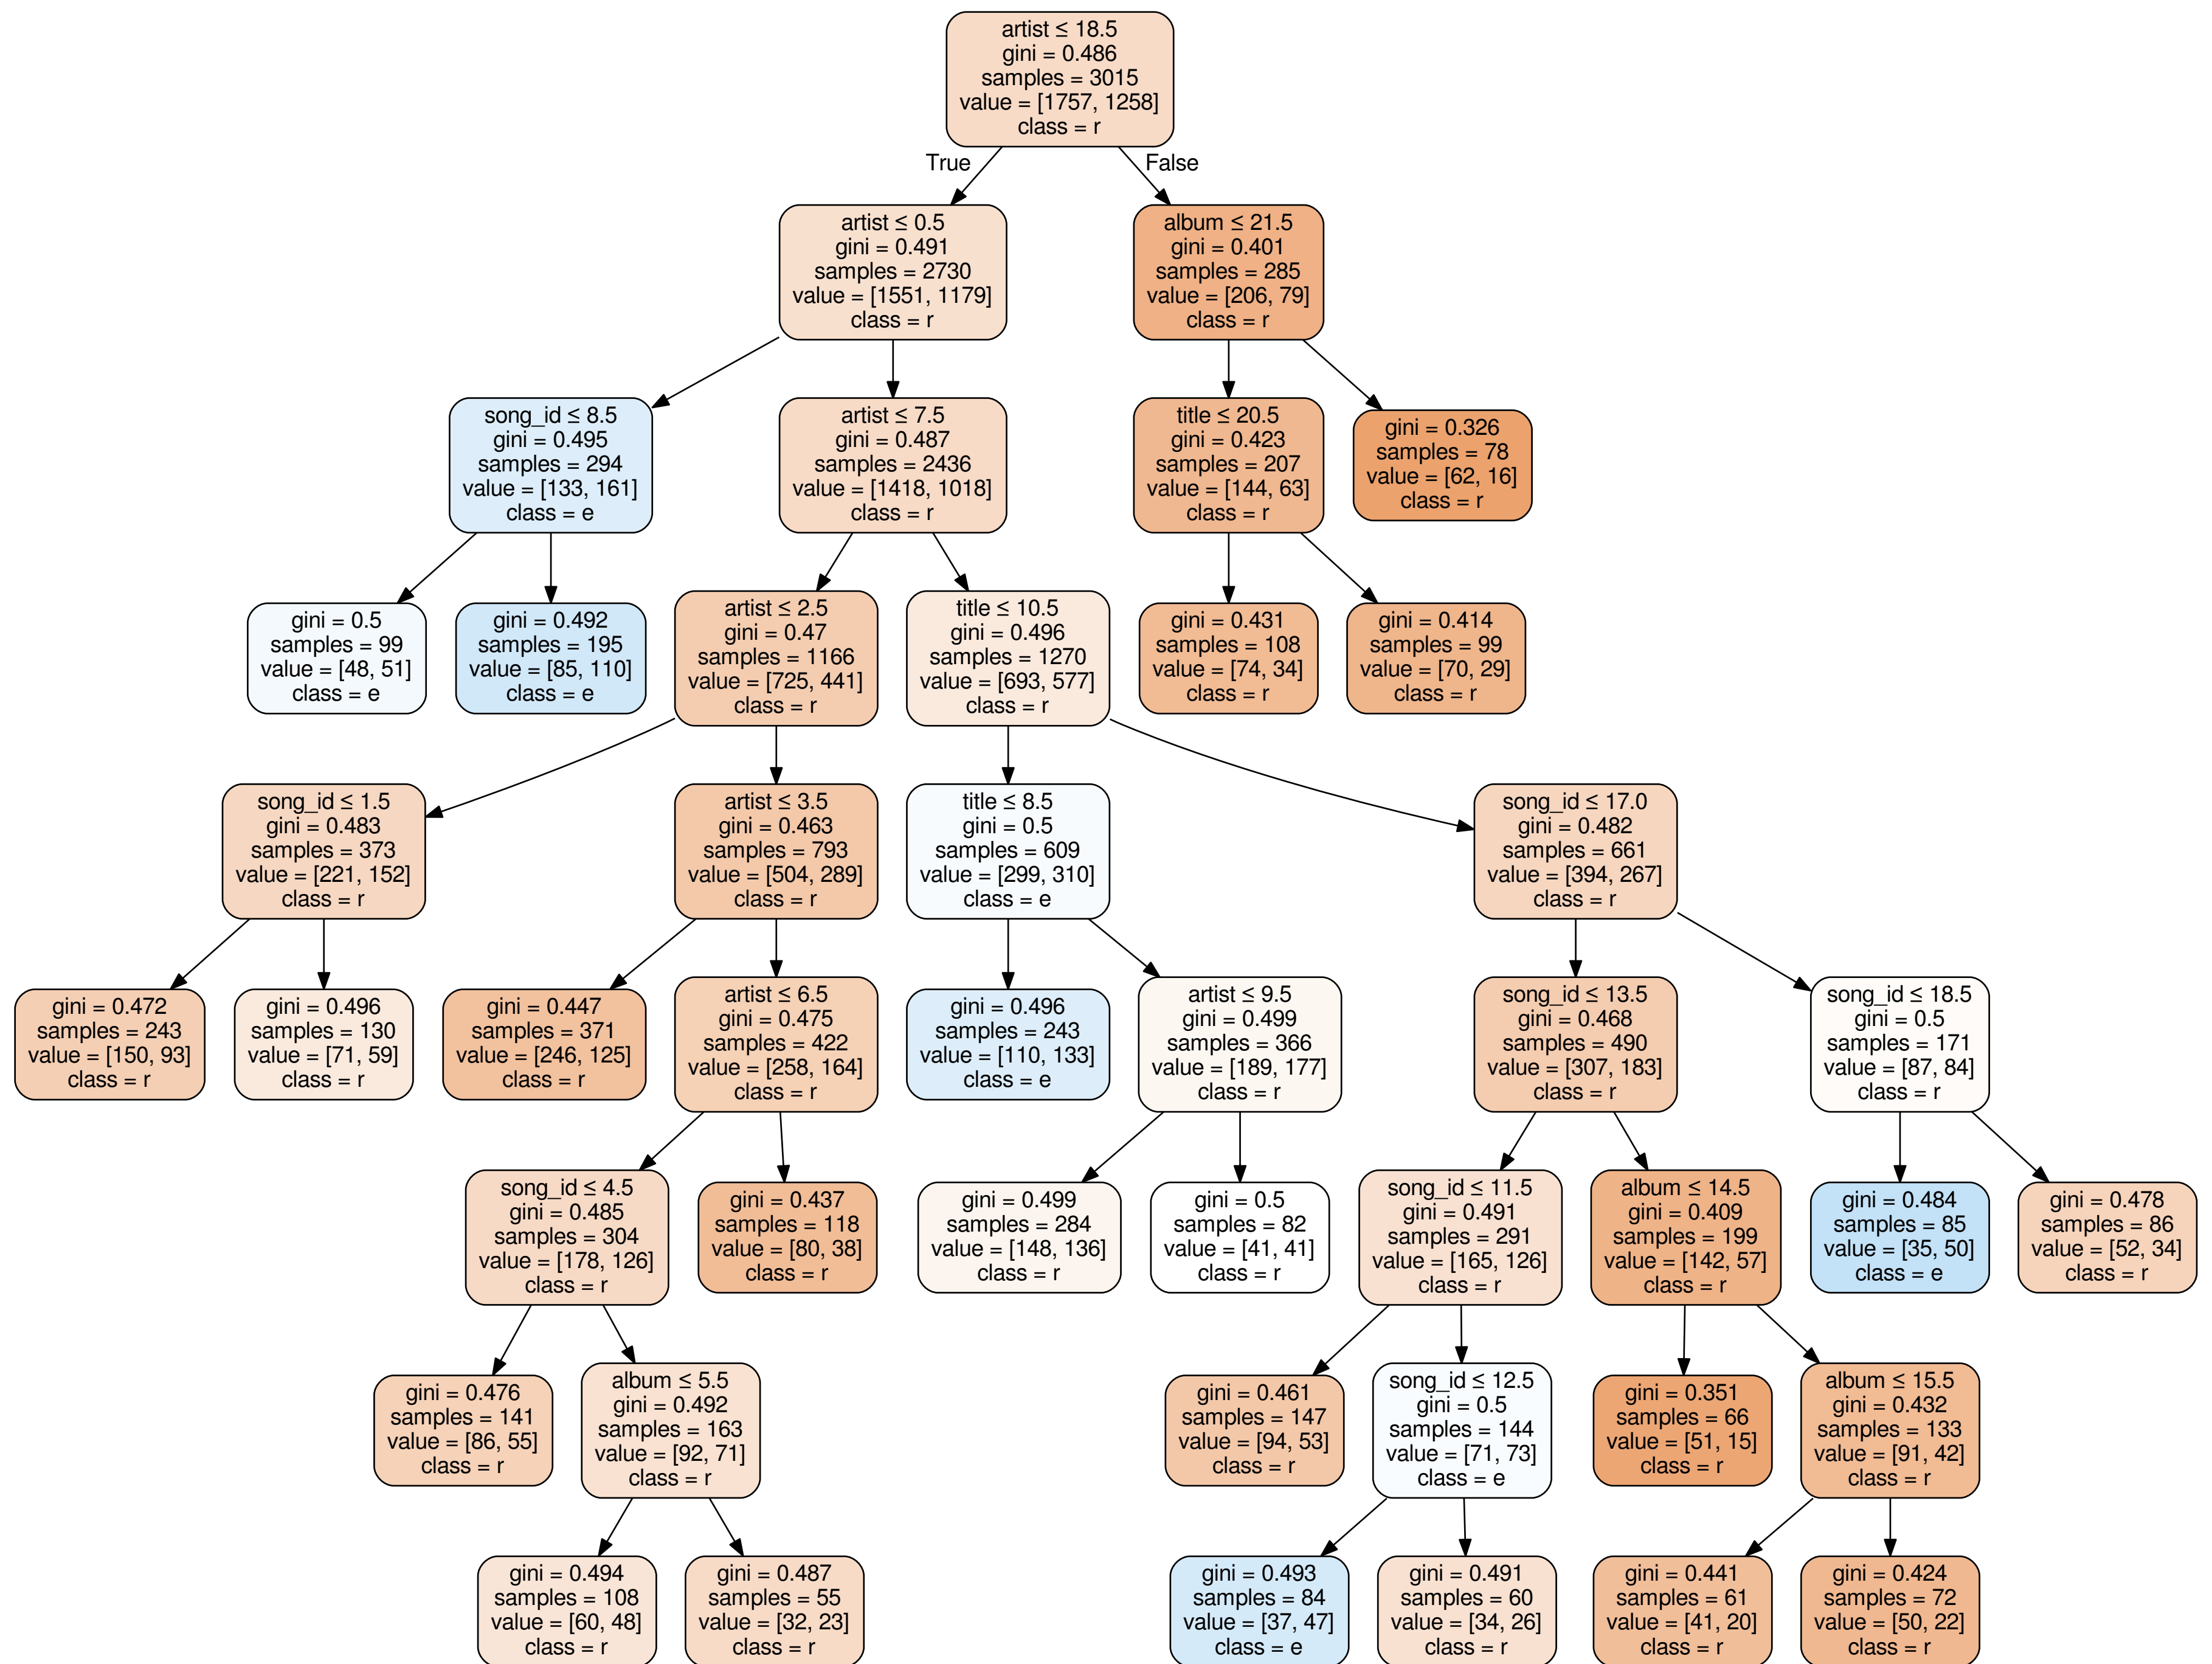 artist ≤ 18.5
gini = 0.486
samples = 3015
value = [1757, 1258]
class = r
True
False
artist ≤ 0.5
gini = 0.491
samples = 2730
value = [1551, 1179]
class = r
album ≤ 21.5
gini = 0.401
samples = 285
value = [206, 79]
class = r
song_id ≤ 8.5
gini = 0.495
samples = 294
value = [133, 161]
class = e
artist ≤ 7.5
gini = 0.487
samples = 2436
value = [1418, 1018]
class = r
title ≤ 20.5
gini = 0.423
samples = 207
value = [144, 63]
class = r
gini = 0.326
samples = 78
value = [62, 16]
class = r
gini = 0.5
samples = 99
value = [48, 51]
class = e
gini = 0.492
samples = 195
value = [85, 110]
class = e
artist ≤ 2.5
gini = 0.47
samples = 1166
value = [725, 441]
class = r
title ≤ 10.5
gini = 0.496
samples = 1270
value = [693, 577]
class = r
gini = 0.431
samples = 108
value = [74, 34]
class = r
gini = 0.414
samples = 99
value = [70, 29]
class = r
song_id ≤ 1.5
gini = 0.483
samples = 373
value = [221, 152]
class = r
artist ≤ 3.5
gini = 0.463
samples = 793
value = [504, 289]
class = r
title ≤ 8.5
gini = 0.5
samples = 609
value = [299, 310]
class = e
song_id ≤ 17.0
gini = 0.482
samples = 661
value = [394, 267]
class = r
gini = 0.472
samples = 243
value = [150, 93]
class = r
gini = 0.496
samples = 130
value = [71, 59]
class = r
gini = 0.447
samples = 371
value = [246, 125]
class = r
artist ≤ 6.5
gini = 0.475
samples = 422
value = [258, 164]
class = r
gini = 0.496
samples = 243
value = [110, 133]
class = e
artist ≤ 9.5
gini = 0.499
samples = 366
value = [189, 177]
class = r
song_id ≤ 13.5
gini = 0.468
samples = 490
value = [307, 183]
class = r
song_id ≤ 18.5
gini = 0.5
samples = 171
value = [87, 84]
class = r
song_id ≤ 4.5
gini = 0.485
samples = 304
value = [178, 126]
class = r
gini = 0.437
samples = 118
value = [80, 38]
class = r
gini = 0.499
samples = 284
value = [148, 136]
class = r
gini = 0.5
samples = 82
value = [41, 41]
class = r
song_id ≤ 11.5
gini = 0.491
samples = 291
value = [165, 126]
class = r
album ≤ 14.5
gini = 0.409
samples = 199
value = [142, 57]
class = r
gini = 0.484
samples = 85
value = [35, 50]
class = e
gini = 0.478
samples = 86
value = [52, 34]
class = r
gini = 0.476
samples = 141
value = [86, 55]
class = r
album ≤ 5.5
gini = 0.492
samples = 163
value = [92, 71]
class = r
gini = 0.461
samples = 147
value = [94, 53]
class = r
song_id ≤ 12.5
gini = 0.5
samples = 144
value = [71, 73]
class = e
gini = 0.351
samples = 66
value = [51, 15]
class = r
album ≤ 15.5
gini = 0.432
samples = 133
value = [91, 42]
class = r
gini = 0.494
samples = 108
value = [60, 48]
class = r
gini = 0.487
samples = 55
value = [32, 23]
class = r
gini = 0.493
samples = 84
value = [37, 47]
class = e
gini = 0.491
samples = 60
value = [34, 26]
class = r
gini = 0.441
samples = 61
value = [41, 20]
class = r
gini = 0.424
samples = 72
value = [50, 22]
class = r